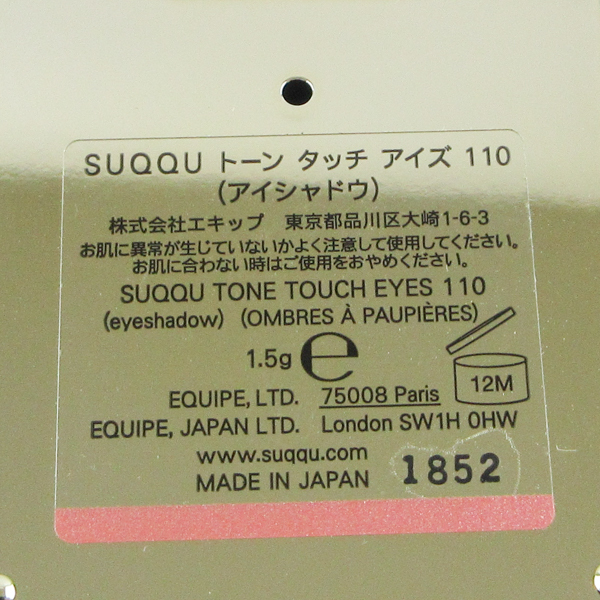 SUQQU トーン タッチ アイズ 110
(アイシャドウ)
株式会社エキップ 東京都品川区大崎1-6-3
お肌に異常が生じていないかよく注意して使用してください。
お肌に合わない時はご使用をおやめください。
SUQQU TONE TOUCH EYES 110
(eyeshadow) (OMBRES À PAUPIÈRES)
1.5g ℮
12M
EQUIPE, LTD. 75008 Paris
EQUIPE, JAPAN LTD. London SW1H 0HW
www.suqqu.com
MADE IN JAPAN 1852